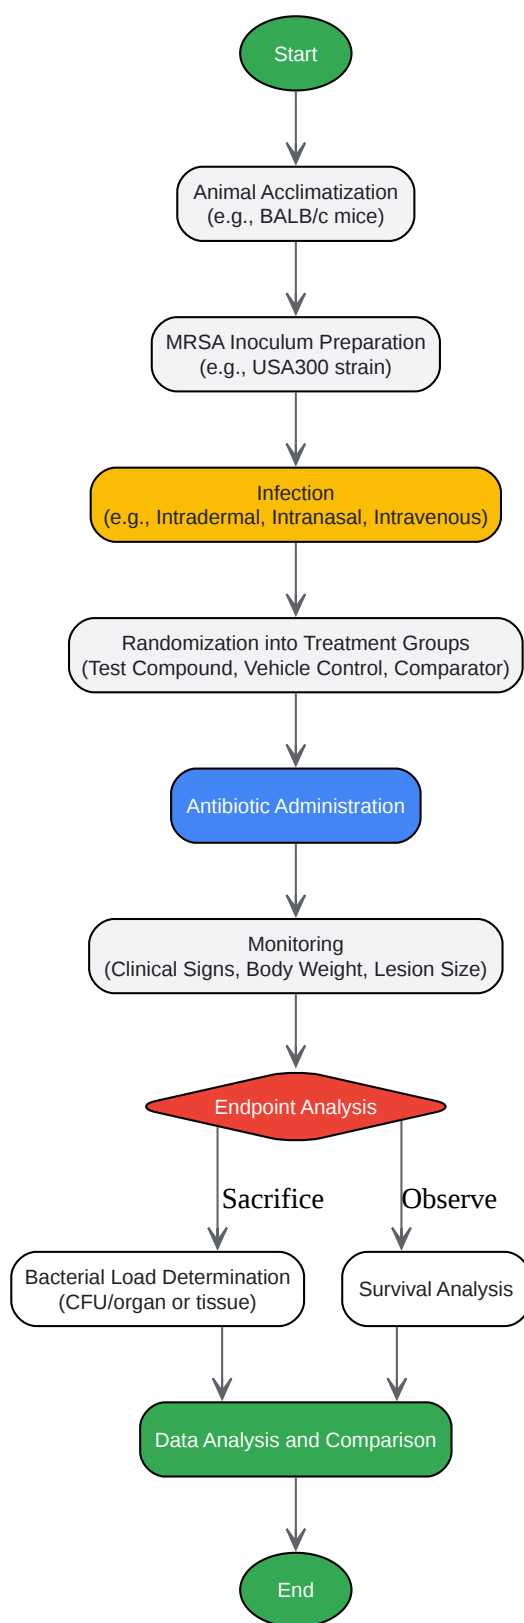 Start
Animal Acclimatization
(e.g., BALB/c mice)
MRSA Inoculum Preparation
(e.g., USA300 strain)
Infection
(e.g., Intradermal, Intranasal, Intravenous)
Randomization into Treatment Groups
(Test Compound, Vehicle Control, Comparator)
Antibiotic Administration
Monitoring
(Clinical Signs, Body Weight, Lesion Size)
Endpoint Analysis
Sacrifice
Observe
Bacterial Load Determination
(CFU/organ or tissue)
Survival Analysis
Data Analysis and Comparison
End